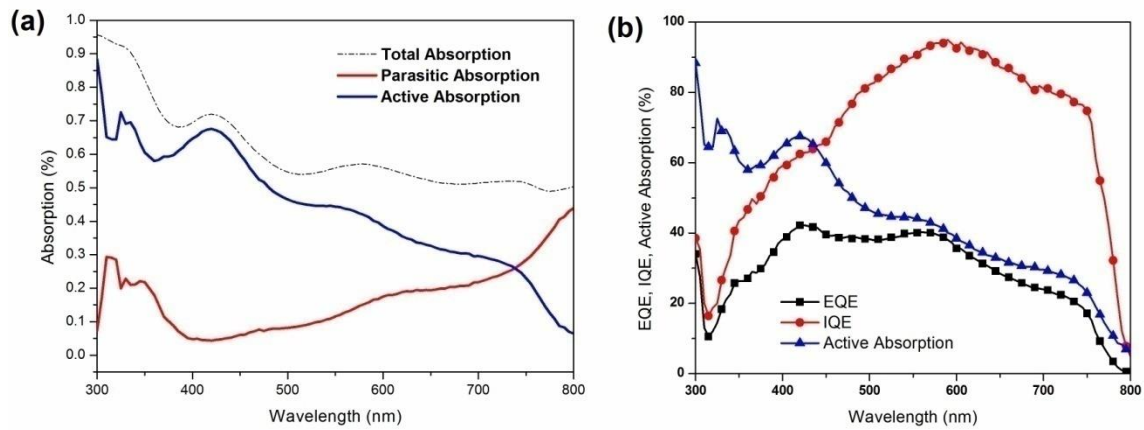 (a)
1.0
0.9
0.8
0.7
0.6
0.5
0.4
0.3
0.2
0.1
0.0
Absorption (%)
Total Absorption
Parasitic Absorption
Active Absorption
300 400 500 600 700 800
Wavelength (nm)
(b)
100
80
60
40
20
0
EQE, IQE, Active Absorption (%)
EQE
IQE
Active Absorption
300 400 500 600 700 800
Wavelength (nm)